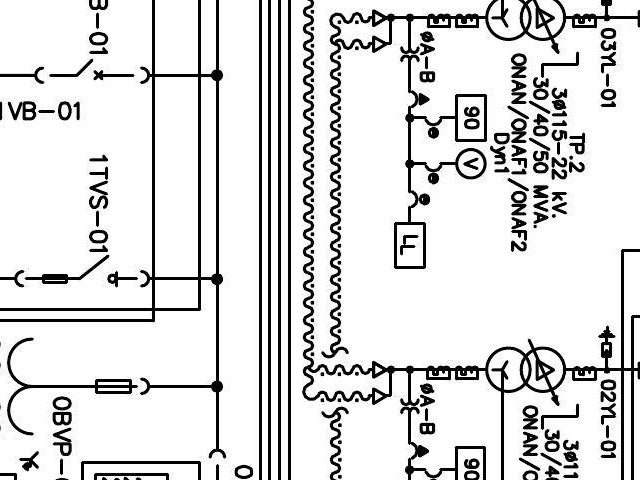 B-01
1VB-01
1TVS-01
0BVP-
0
øA-B
90
V
LL
TP.2
3ø115-22 kV.
30/40/50 MVA.
ONAN/ONAF1/ONAF2
Dyn1
03YL-01
øA-B
90
3ø11
30/4
ONAN/O
02YL-01